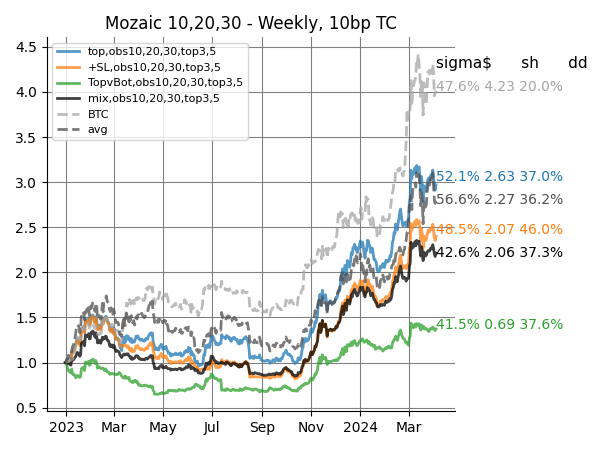 Mozaic 10,20,30 - Weekly, 10bp TC
top,obs10,20,30,top3,5
+SL,obs10,20,30,top3,5
TopvBot,obs10,20,30,top3,5
mix,obs10,20,30,top3,5
BTC
avg
sigma$ sh dd
47.6% 4.23 20.0%
52.1% 2.63 37.0%
56.6% 2.27 36.2%
48.5% 2.07 46.0%
42.6% 2.06 37.3%
41.5% 0.69 37.6%
4.5
4.0
3.5
3.0
2.5
2.0
1.5
1.0
0.5
2023 Mar May Jul Sep Nov 2024 Mar